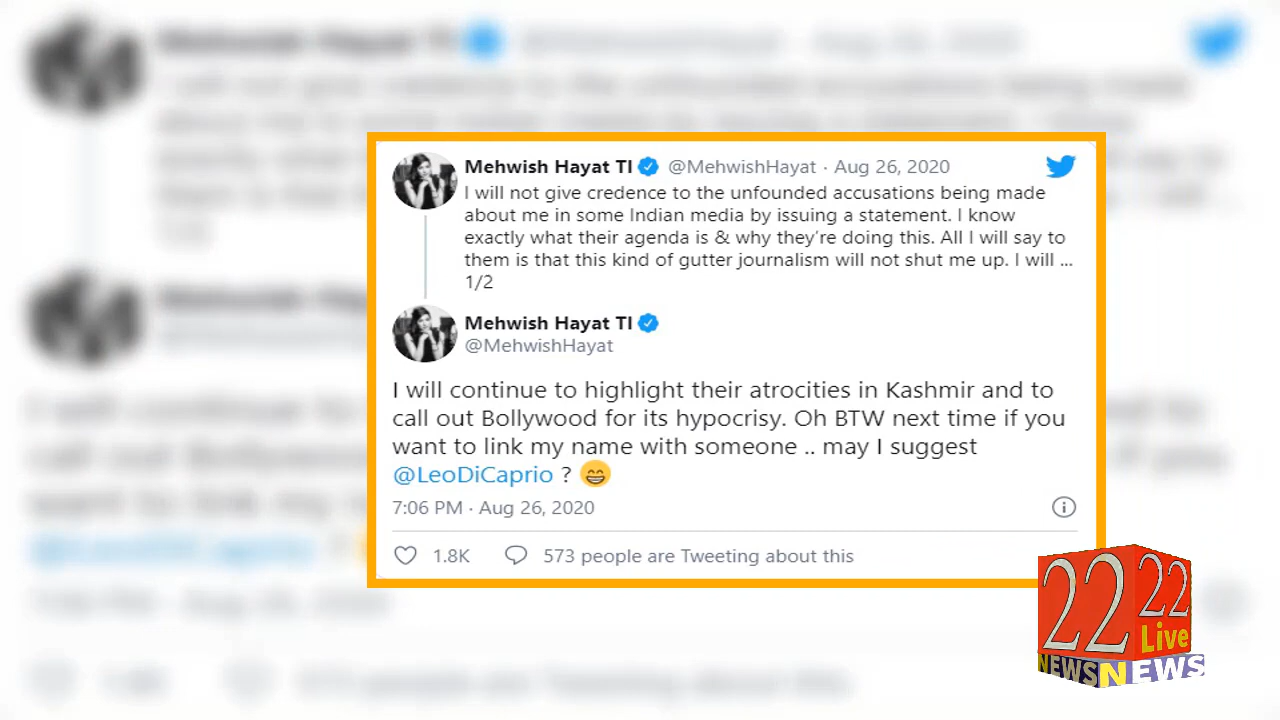 Mehwish Hayat TI @MehwishHayat · Aug 26, 2020
I will not give credence to the unfounded accusations being made
about me in some Indian media by issuing a statement. I know
exactly what their agenda is & why they're doing this. All I will say to
them is that this kind of gutter journalism will not shut me up. I will ...
1/2
Mehwish Hayat TI
@MehwishHayat
I will continue to highlight their atrocities in Kashmir and to
call out Bollywood for its hypocrisy. Oh BTW next time if you
want to link my name with someone .. may I suggest
@LeoDiCaprio ? 😁
7:06 PM · Aug 26, 2020
1.8K 573 people are Tweeting about this
22 22
Live
NEWS NEWS